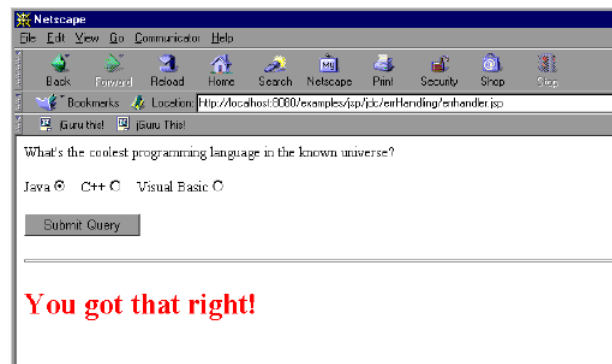 Netscape
File Edit View Go Communicator Help
Back Forward Reload Home Search Netscape Print Security Shop Stop
Bookmarks Location: http://localhost:8080/examples/jsp/jdc/errHandling/errhandler.jsp
jGuru this! jGuru This!
What's the coolest programming language in the known universe?
Java C++ Visual Basic
Submit Query
You got that right!